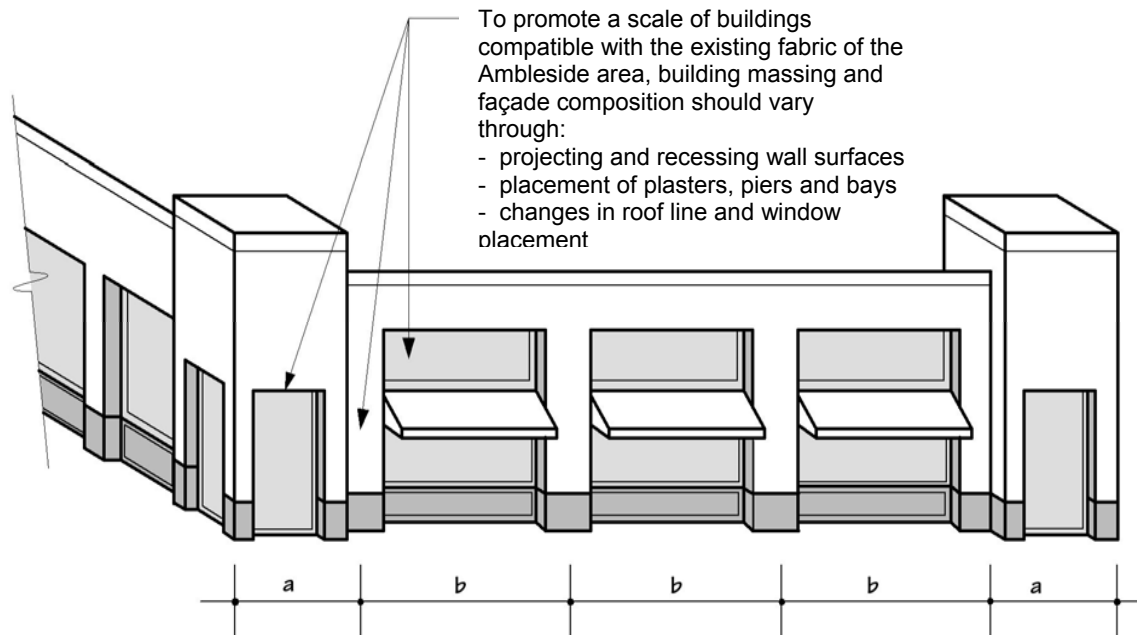 To promote a scale of buildings
compatible with the existing fabric of the
Ambleside area, building massing and
façade composition should vary
through:
- projecting and recessing wall surfaces
- placement of plasters, piers and bays
- changes in roof line and window
placement
a b b b a